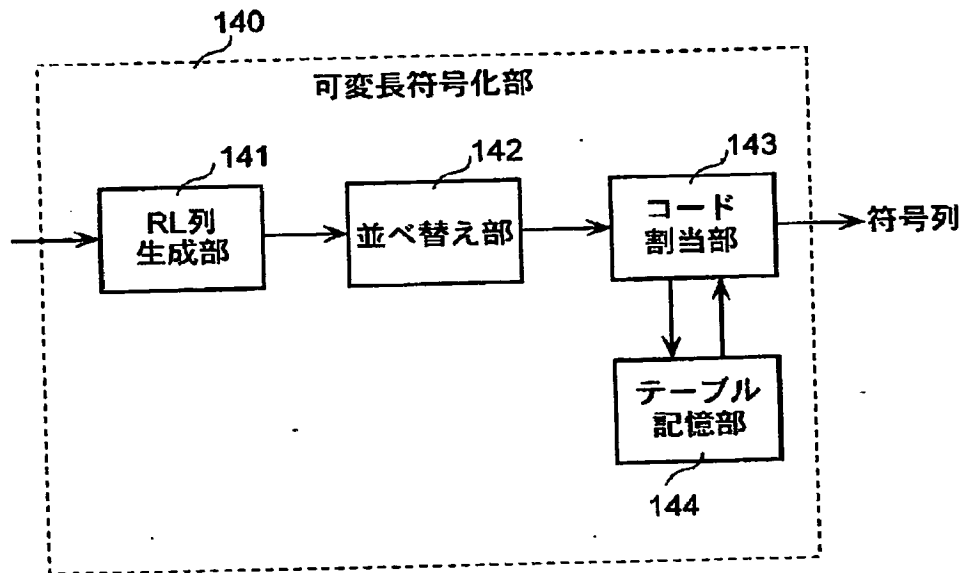 140
可変長符号化部
141
142
143
RL列
生成部
並べ替え部
コード
割当部
符号列
テーブル
記憶部
144